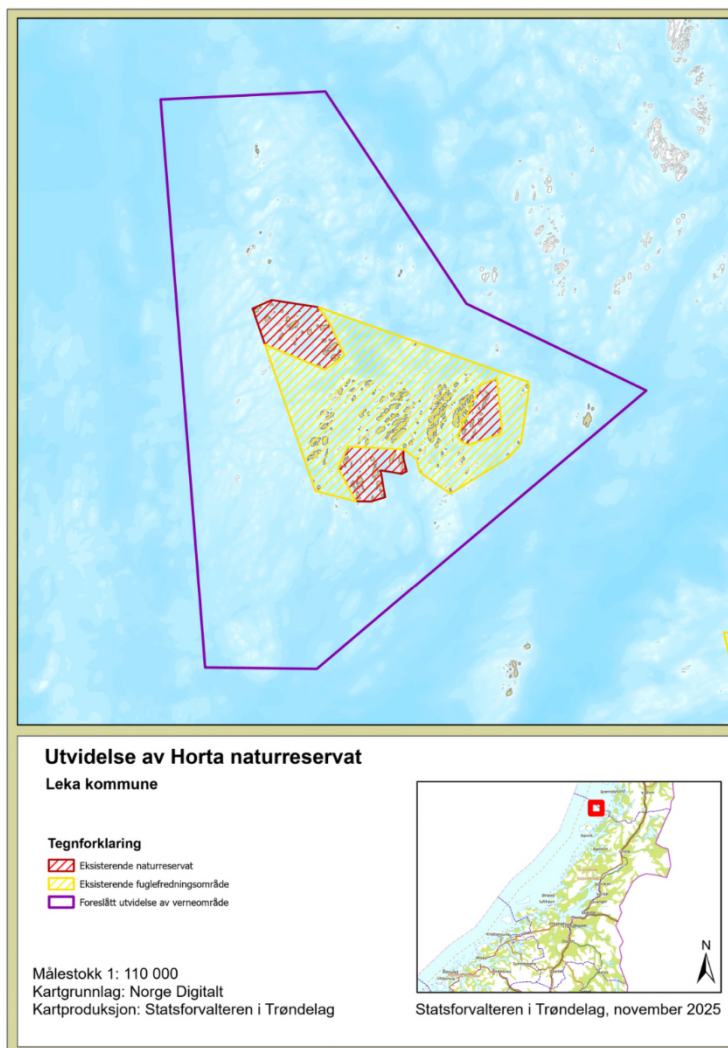 Utvidelse av Horta naturreservat
Leka kommune
Tegnforklaring
Eksisterende naturreservat
Eksisterende fuglefredningsområde
Foreslått utvidelse av verneområde
Målestokk 1: 110 000
Kartgrunnlag: Norge Digitalt
Kartproduksjon: Statsforvalteren i Trøndelag
N
Statsforvalteren i Trøndelag, november 2025